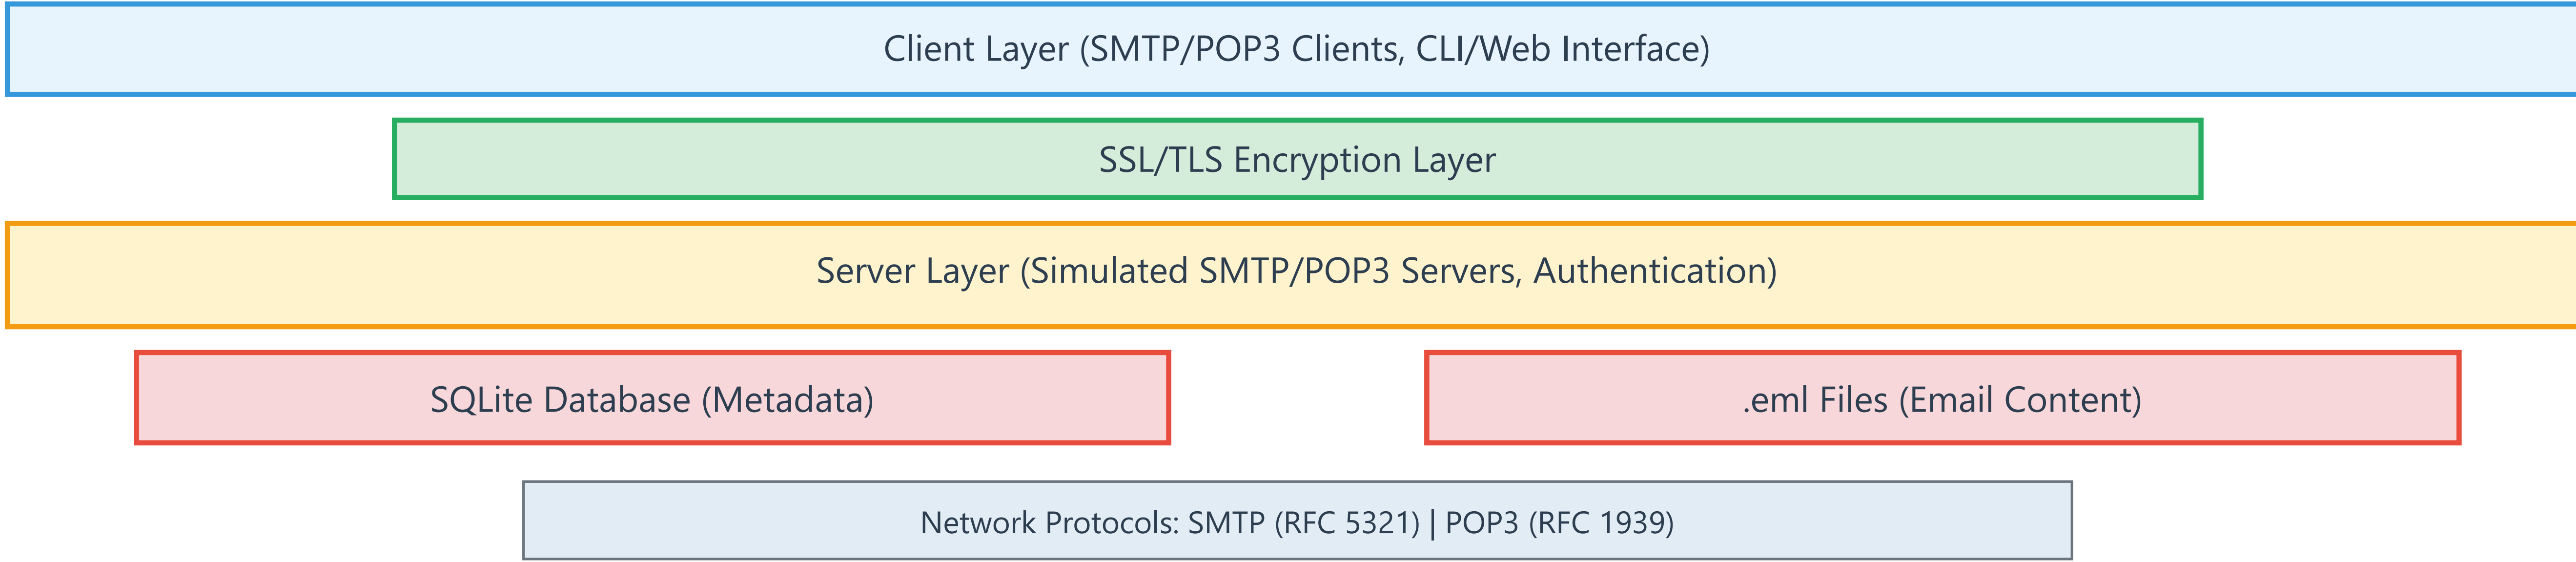 Client Layer (SMTP/POP3 Clients, CLI/Web Interface)
SSL/TLS Encryption Layer
Server Layer (Simulated SMTP/POP3 Servers, Authentication)
SQLite Database (Metadata)
.eml Files (Email Content)
Network Protocols: SMTP (RFC 5321) | POP3 (RFC 1939)